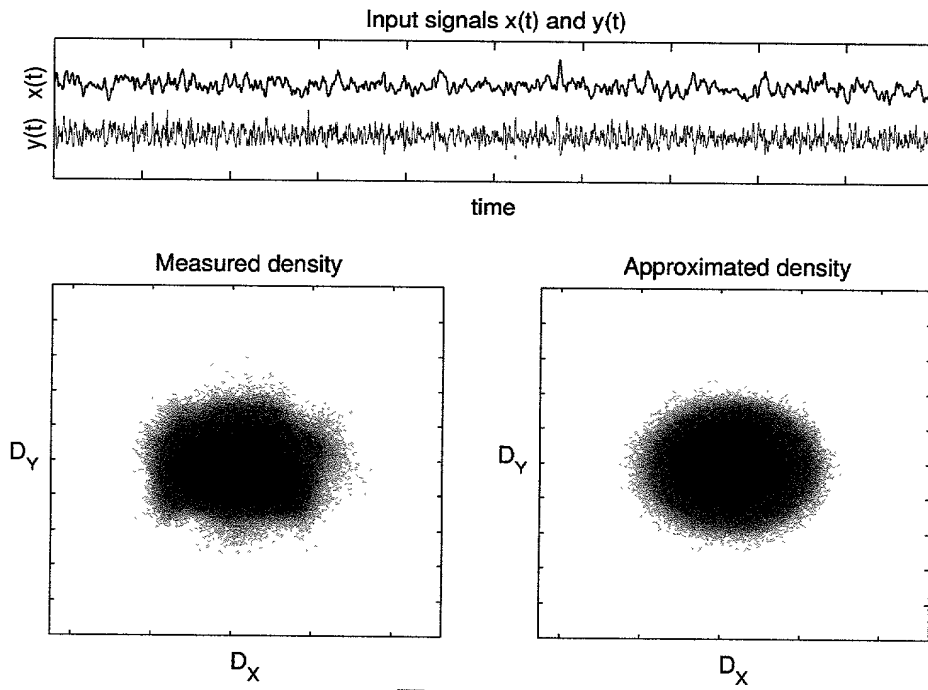 Input signals x(t) and y(t)
x(t)
y(t)
time
Measured density
Approximated density
D_Y
D_Y
D_X
D_X